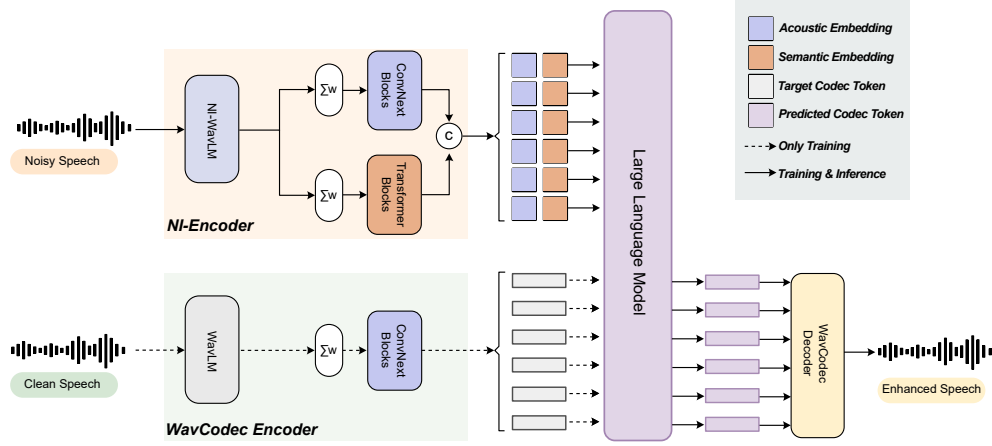 Noisy Speech
NI-WavLM
∑w
ConvNext
Blocks
∑w
Transformer
Blocks
C
NI-Encoder
Clean Speech
WavLM
∑w
ConvNext
Blocks
WavCodec Encoder
Large Language Model
WavCodec
Decoder
Enhanced Speech
Acoustic Embedding
Semantic Embedding
Target Codec Token
Predicted Codec Token
Only Training
Training & Inference